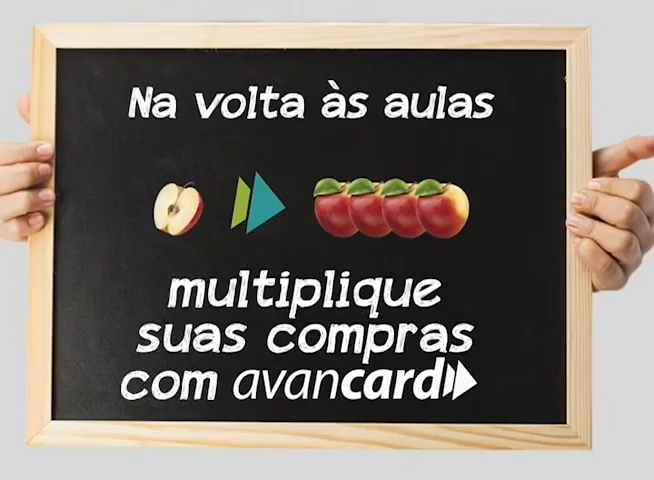 Na volta às aulas
multiplique
suas compras
com avancard